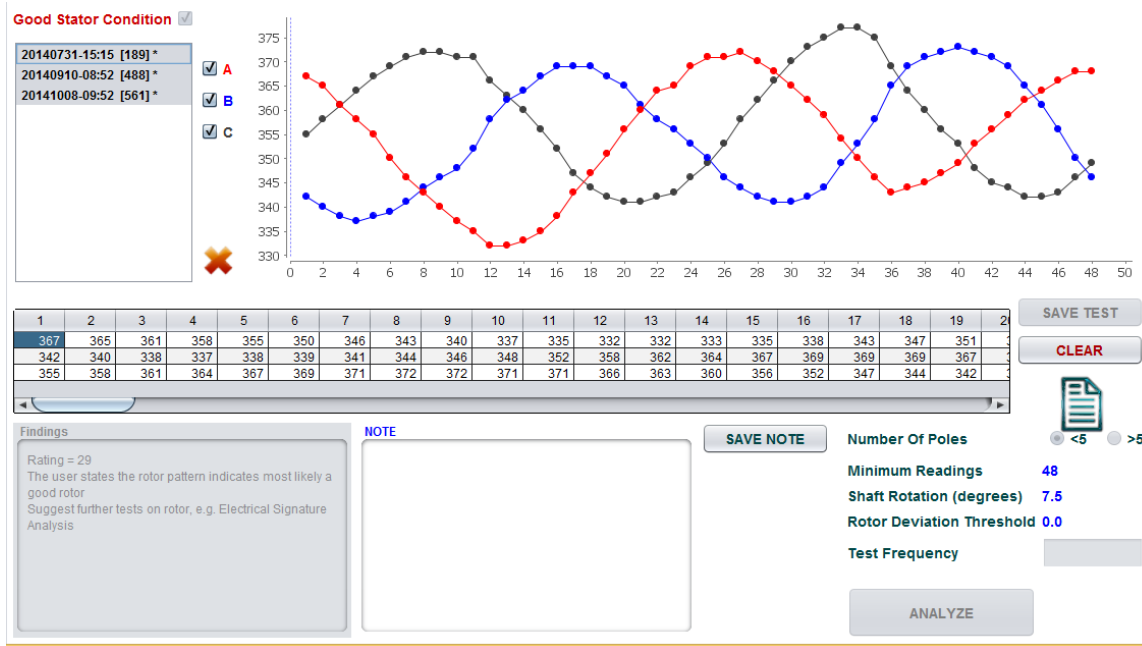 Good Stator Condition
20140731-15:15 [189] *
20140910-08:52 [488] *
20141008-09:52 [561] *
A
B
C
375
370
365
360
355
350
345
340
335
330
0 2 4 6 8 10 12 14 16 18 20 22 24 26 28 30 32 34 36 38 40 42 44 46 48 50
1 2 3 4 5 6 7 8 9 10 11 12 13 14 15 16 17 18 19
367 365 361 358 355 350 346 343 340 337 335 332 332 333 335 338 343 347 351
342 340 338 337 338 339 341 344 346 348 352 358 362 364 367 369 369 369 367
355 358 361 364 367 369 371 372 372 371 371 366 363 360 356 352 347 344 342
SAVE TEST
CLEAR
Findings
Rating = 29
The user states the rotor pattern indicates most likely a
good rotor
Suggest further tests on rotor, e.g. Electrical Signature
Analysis
NOTE
SAVE NOTE
Number Of Poles <5 >5
Minimum Readings 48
Shaft Rotation (degrees) 7.5
Rotor Deviation Threshold 0.0
Test Frequency
ANALYZE